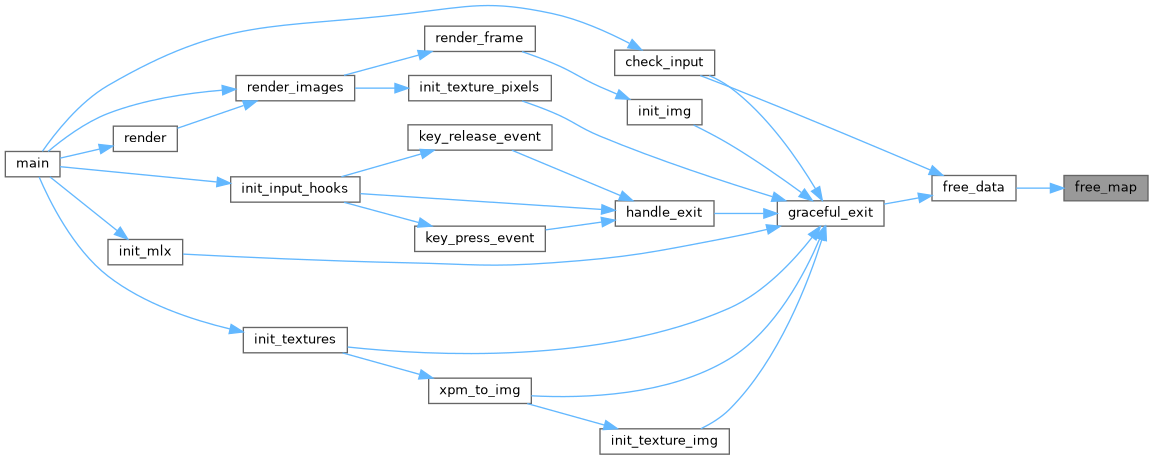 render_frame
check_input
render_images
init_texture_pixels
init_img
render
key_release_event
main
init_input_hooks
free_data
free_map
handle_exit
graceful_exit
key_press_event
init_mlx
init_textures
xpm_to_img
init_texture_img